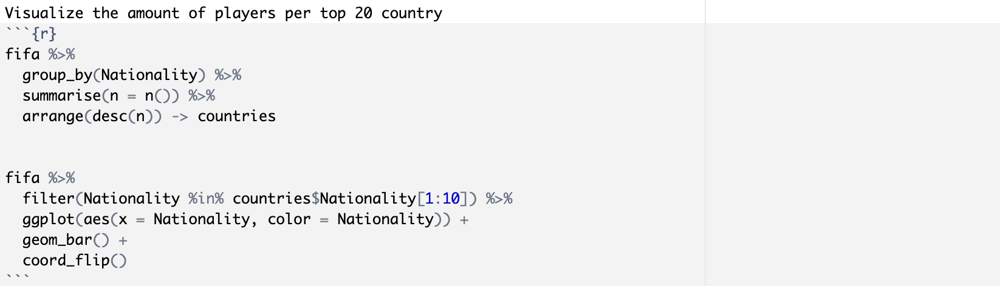 Visualize the amount of players per top 20 country
```{r}
fifa %>%
  group_by(Nationality) %>%
  summarise(n = n()) %>%
  arrange(desc(n)) -> countries
fifa %>%
  filter(Nationality %in% countries$Nationality[1:10]) %>%
  ggplot(aes(x = Nationality, color = Nationality)) +
  geom_bar() +
  coord_flip()
```